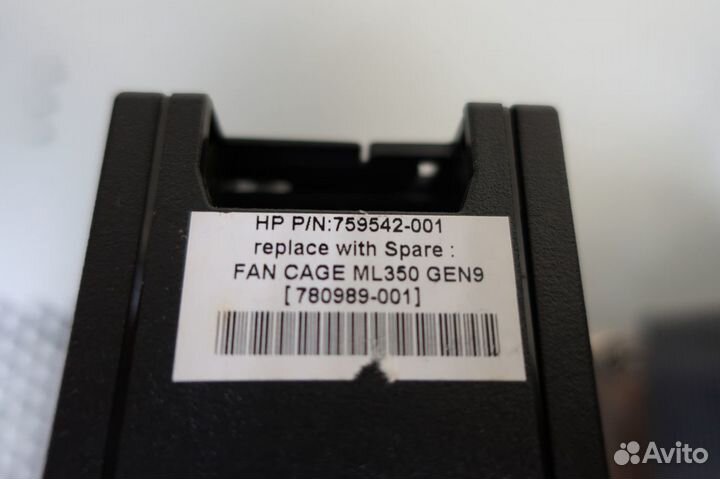 HP P/N:759542-001
replace with Spare :
FAN CAGE ML350 GEN9
[780989-001]
Avito